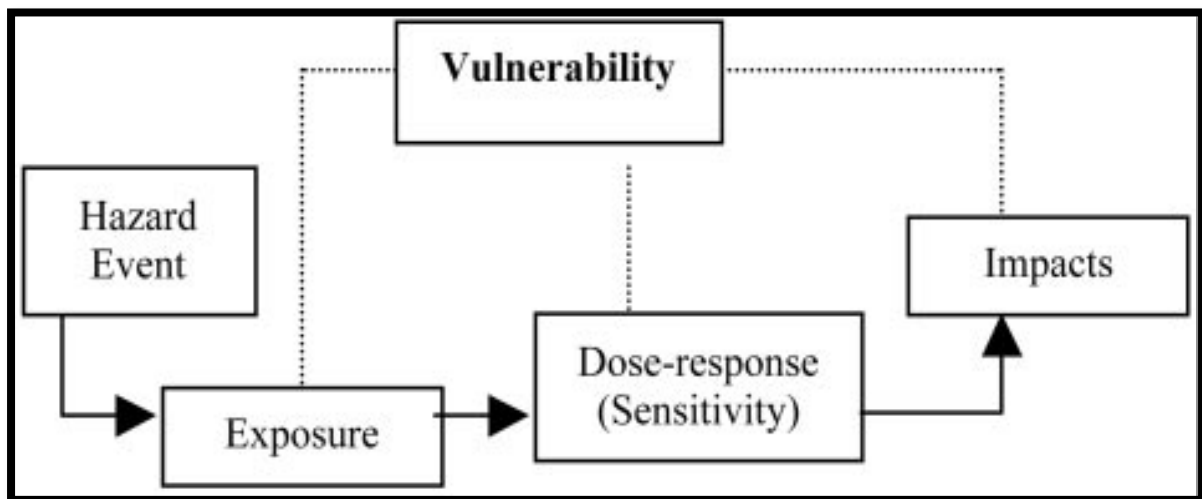 Vulnerability
Hazard
Event
Impacts
Dose-response
(Sensitivity)
Exposure